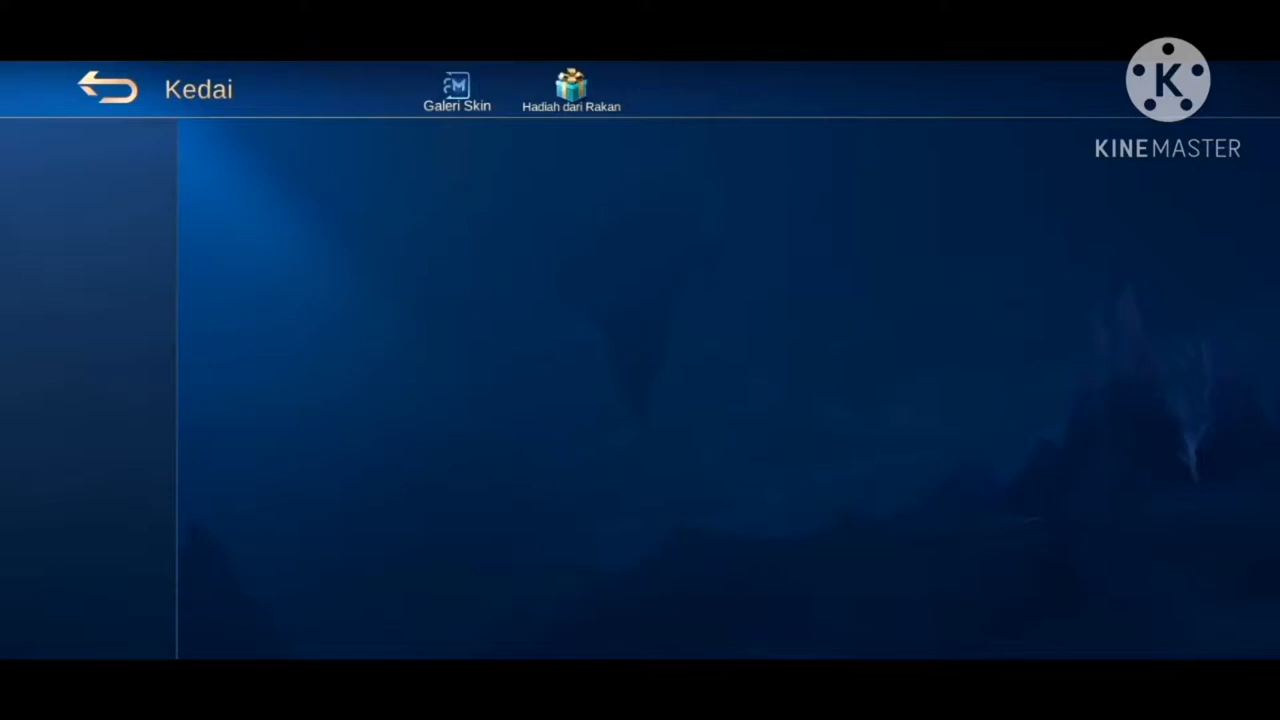 Kedai
Galeri Skin
Hadiah dari Rakan
K
KINEMASTER